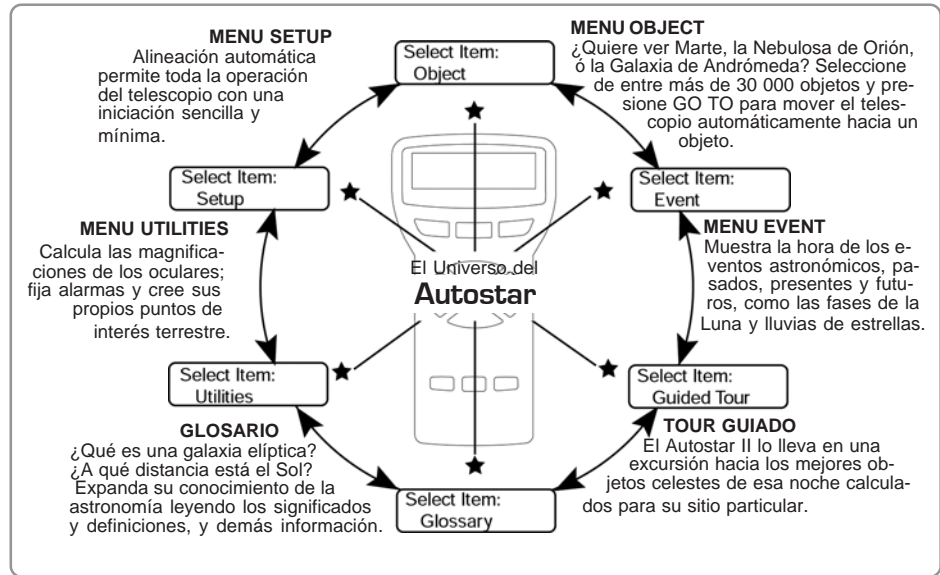 MENU SETUP
Alineación automática
permite toda la operación
del telescopio con una
iniciación sencilla y
mínima.
Select Item:
Object
MENU OBJECT
¿Quiere ver Marte, la Nebulosa de Orión,
ó la Galaxia de Andrómeda? Seleccione
de entre más de 30 000 objetos y pre-
sione GO TO para mover el teles-
copio automáticamente hacia un
objeto.
Select Item:
Setup
Select Item:
Event
MENU UTILITIES
Calcula las magnifica-
ciones de los oculares;
fija alarmas y cree sus
propios puntos de
interés terrestre.
El Universo del
Autostar
MENU EVENT
Muestra la hora de los e-
ventos astronómicos, pa-
sados, presentes y futu-
ros, como las fases de la
Luna y lluvias de estrellas.
Select Item:
Utilities
Select Item:
Guided Tour
GLOSARIO
¿Qué es una galaxia elíptica?
¿A qué distancia está el Sol?
Expanda su conocimiento de la
astronomía leyendo los significados
y definiciones, y demás información.
Select Item:
Glossary
TOUR GUIADO
El Autostar II lo lleva en una
excursión hacia los mejores ob-
jetos celestes de esa noche calcula-
dos para su sitio particular.